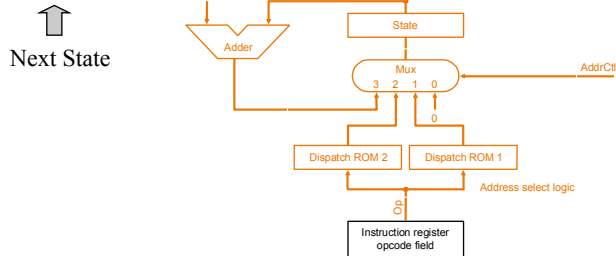 Next State
Adder
State
Mux
3 2 1 0
0
AddrCtl
Dispatch ROM 2
Dispatch ROM 1
Address select logic
Op
Instruction register
opcode field